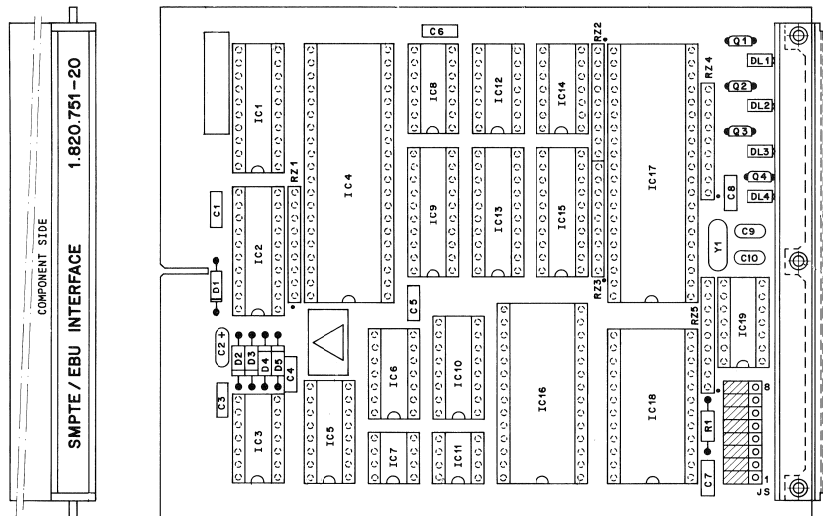 COMPONENT SIDE
SMPTE / EBU INTERFACE 1.820.751-20
C6
RZ2
Q1
DL1
RZ4
IC1
IC4
IC8
IC12
IC14
IC17
Q2
DL2
Q3
DL3
Q4
DL4
RZ1
C1
IC2
IC9
IC13
IC15
C8
Y1
C9
C10
D1
C5
RZ3
RZ5
IC19
C2 +
D2
D3
D4
D5
C4
C3
IC3
IC5
IC6
IC10
IC16
IC18
IC7
IC11
R1
C7
8
1
JS